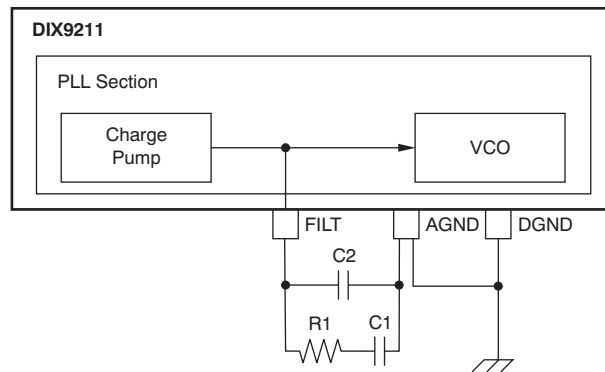 DIX9211
PLL Section
Charge
Pump
VCO
FILT
AGND
DGND
C2
R1
C1